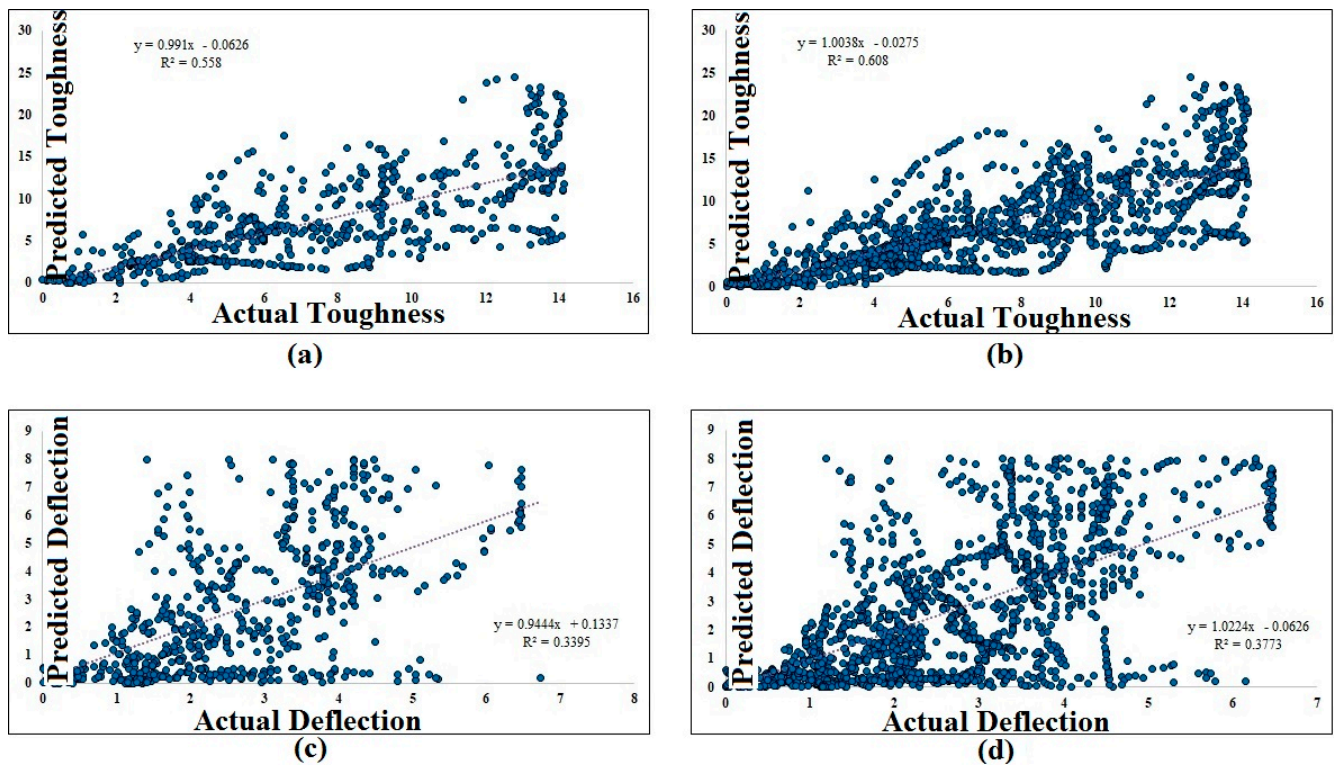 30
25
20
15
10
5
0
Predicted Toughness
y = 0.991x - 0.0626
R² = 0.558
0 2 4 6 8 10 12 14 16
Actual Toughness
(a)
30
25
20
15
10
5
0
Predicted Toughness
y = 1.0038x - 0.0275
R² = 0.608
0 2 4 6 8 10 12 14 16
Actual Toughness
(b)
9
8
7
6
5
4
3
2
1
0
Predicted Deflection
y = 0.9444x + 0.1337
R² = 0.3395
0 1 2 3 4 5 6 7 8
Actual Deflection
(c)
9
8
7
6
5
4
3
2
1
0
Predicted Deflection
y = 1.0224x - 0.0626
R² = 0.3773
0 1 2 3 4 5 6 7
Actual Deflection
(d)